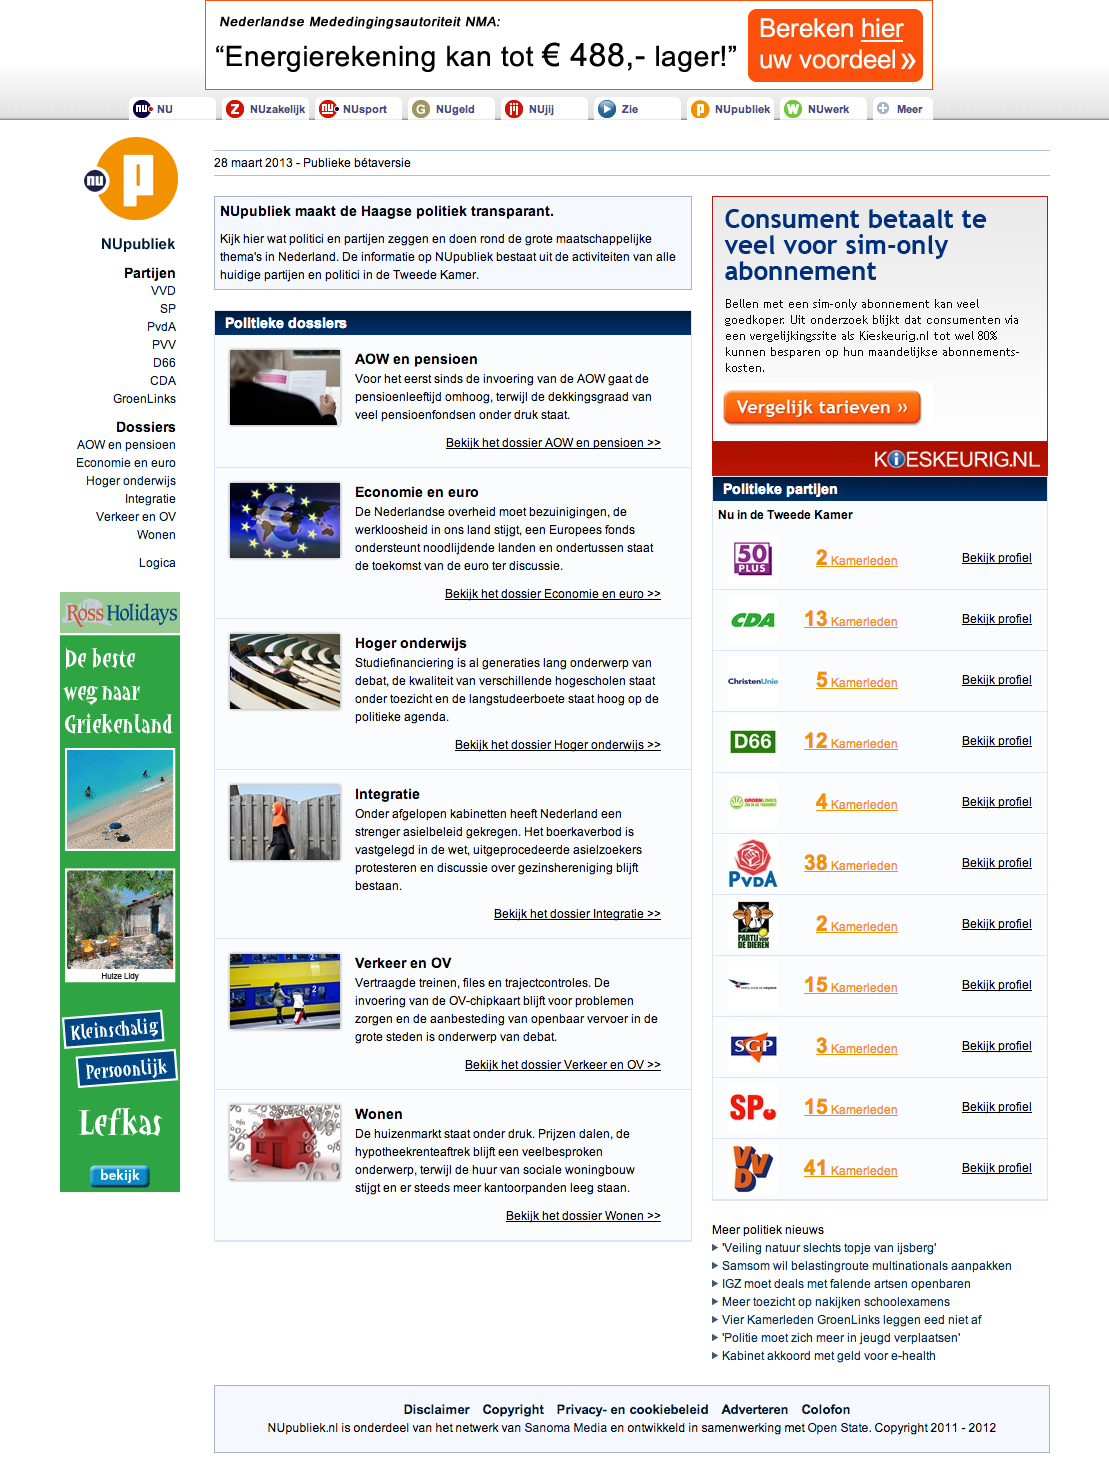 Nederlandse Mededingingsautoriteit NMA:
“Energierekening kan tot € 488,- lager!”
Bereken hier
uw voordeel »
NU
NUzakelijk
NUsport
NUgeld
NUjij
Zie
NUpubliek
NUwerk
Meer
nu p
28 maart 2013 - Publieke bétaversie
NUpubliek
Partijen
VVD
SP
PvdA
PVV
D66
CDA
GroenLinks
Dossiers
AOW en pensioen
Economie en euro
Hoger onderwijs
Integratie
Verkeer en OV
Wonen
Logica
Ross Holidays
De beste
weg naar
Griekenland
Huize Lidy
Kleinschalig
Persoonlijk
Lefkas
bekijk
NUpubliek maakt de Haagse politiek transparant.
Kijk hier wat politici en partijen zeggen en doen rond de grote maatschappelijke
thema's in Nederland. De informatie op NUpubliek bestaat uit de activiteiten van alle
huidige partijen en politici in de Tweede Kamer.
Politieke dossiers
AOW en pensioen
Voor het eerst sinds de invoering van de AOW gaat de
pensioenleeftijd omhoog, terwijl de dekkingsgraad van
veel pensioenfondsen onder druk staat.
Bekijk het dossier AOW en pensioen >>
Economie en euro
De Nederlandse overheid moet bezuinigingen, de
werkloosheid in ons land stijgt, een Europees fonds
ondersteunt noodlijdende landen en ondertussen staat
de toekomst van de euro ter discussie.
Bekijk het dossier Economie en euro >>
Hoger onderwijs
Studiefinanciering is al generaties lang onderwerp van
debat, de kwaliteit van verschillende hogescholen staat
onder toezicht en de langstudeerboete staat hoog op de
politieke agenda.
Bekijk het dossier Hoger onderwijs >>
Integratie
Onder afgelopen kabinetten heeft Nederland een
strenger asielbeleid gekregen. Het boerkaverbod is
vastgelegd in de wet, uitgeprocedeerde asielzoekers
protesteren en discussie over gezinshereniging blijft
bestaan.
Bekijk het dossier Integratie >>
Verkeer en OV
Vertraagde treinen, files en trajectcontroles. De
invoering van de OV-chipkaart blijft voor problemen
zorgen en de aanbesteding van openbaar vervoer in de
grote steden is onderwerp van debat.
Bekijk het dossier Verkeer en OV >>
Wonen
De huizenmarkt staat onder druk. Prijzen dalen, de
hypotheekrenteaftrek blijft een veelbesproken
onderwerp, terwijl de huur van sociale woningbouw
stijgt en er steeds meer kantoorpanden leeg staan.
Bekijk het dossier Wonen >>
Consument betaalt te
veel voor sim-only
abonnement
Bellen met een sim-only abonnement kan veel
goedkoper. Uit onderzoek blijkt dat consumenten via
een vergelijkingssite als Kieskeurig.nl tot wel 80%
kunnen besparen op hun maandelijkse abonnements-
kosten.
Vergelijk tarieven »
KIESKEURIG.NL
Politieke partijen
Nu in de Tweede Kamer
50 PLUS 2 Kamerleden Bekijk profiel
CDA 13 Kamerleden Bekijk profiel
ChristenUnie 5 Kamerleden Bekijk profiel
D66 12 Kamerleden Bekijk profiel
GROENLINKS 4 Kamerleden Bekijk profiel
PVDA 38 Kamerleden Bekijk profiel
PARTIJ voor DE DIEREN 2 Kamerleden Bekijk profiel
15 Kamerleden Bekijk profiel
SGP 3 Kamerleden Bekijk profiel
SP 15 Kamerleden Bekijk profiel
VVD 41 Kamerleden Bekijk profiel
Meer politiek nieuws
'Veiling natuur slechts topje van ijsberg'
Samsom wil belastingroute multinationals aanpakken
IGZ moet deals met falende artsen openbaren
Meer toezicht op nakijken schoolexamens
Vier Kamerleden GroenLinks leggen eed niet af
'Politie moet zich meer in jeugd verplaatsen'
Kabinet akkoord met geld voor e-health
Disclaimer Copyright Privacy- en cookiebeleid Adverteren Colofon
NUpubliek.nl is onderdeel van het netwerk van Sanoma Media en ontwikkeld in samenwerking met Open State. Copyright 2011 - 2012